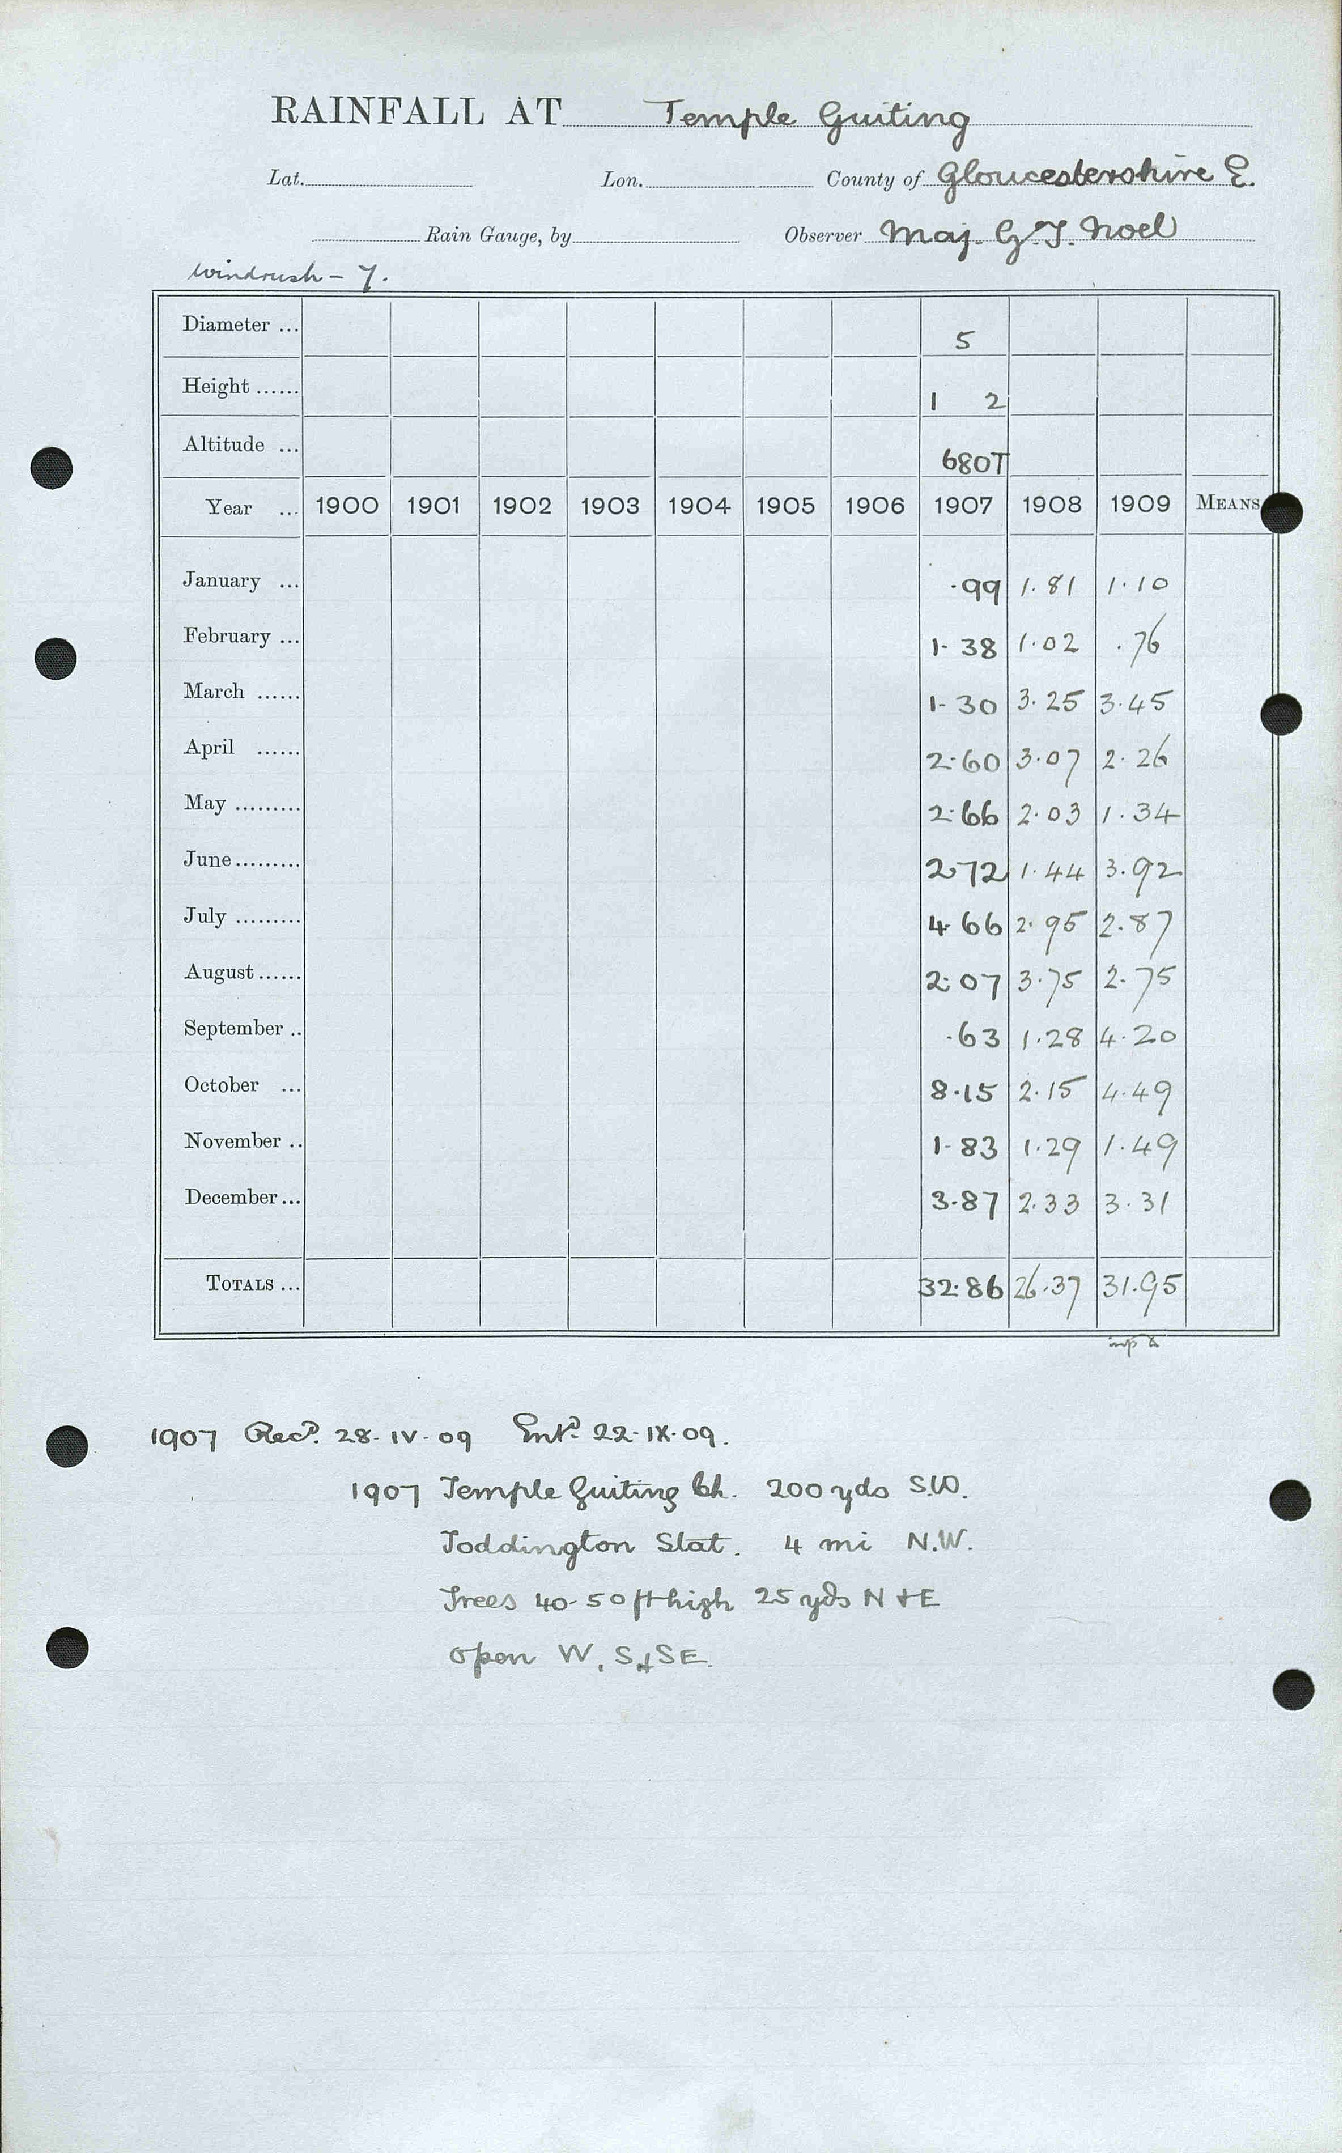 RAINFALL AT Temple Guiting
Lat. Lon. County of Gloucestershire E.
Rain Gauge, by Observer Maj. G. T. Noel
Windrush - 7.
Diameter ... 5
Height ...... 1 2
Altitude ... 680T
Year ... 1900 1901 1902 1903 1904 1905 1906 1907 1908 1909 MEANS
January ... .99 1.81 1.10
February ... 1.38 1.02 .76
March ...... 1.30 3.25 3.45
April ...... 2.60 3.07 2.26
May ......... 2.66 2.03 1.34
June ......... 2.72 1.44 3.92
July ......... 4.66 2.95 2.87
August ...... 2.07 3.75 2.75
September .. .63 1.28 4.20
October ... 8.15 2.15 4.49
November .. 1.83 1.29 1.49
December ... 3.87 2.33 3.31
TOTALS ... 32.86 26.37 31.95
1907 Recd. 28-IV-09 Entd. 22-IX-09.
1907 Temple Guiting Ch. 200 yds S.W.
Toddington Stat. 4 mi N.W.
Trees 40-50 ft high 25 yds N & E
Open W, S & SE.